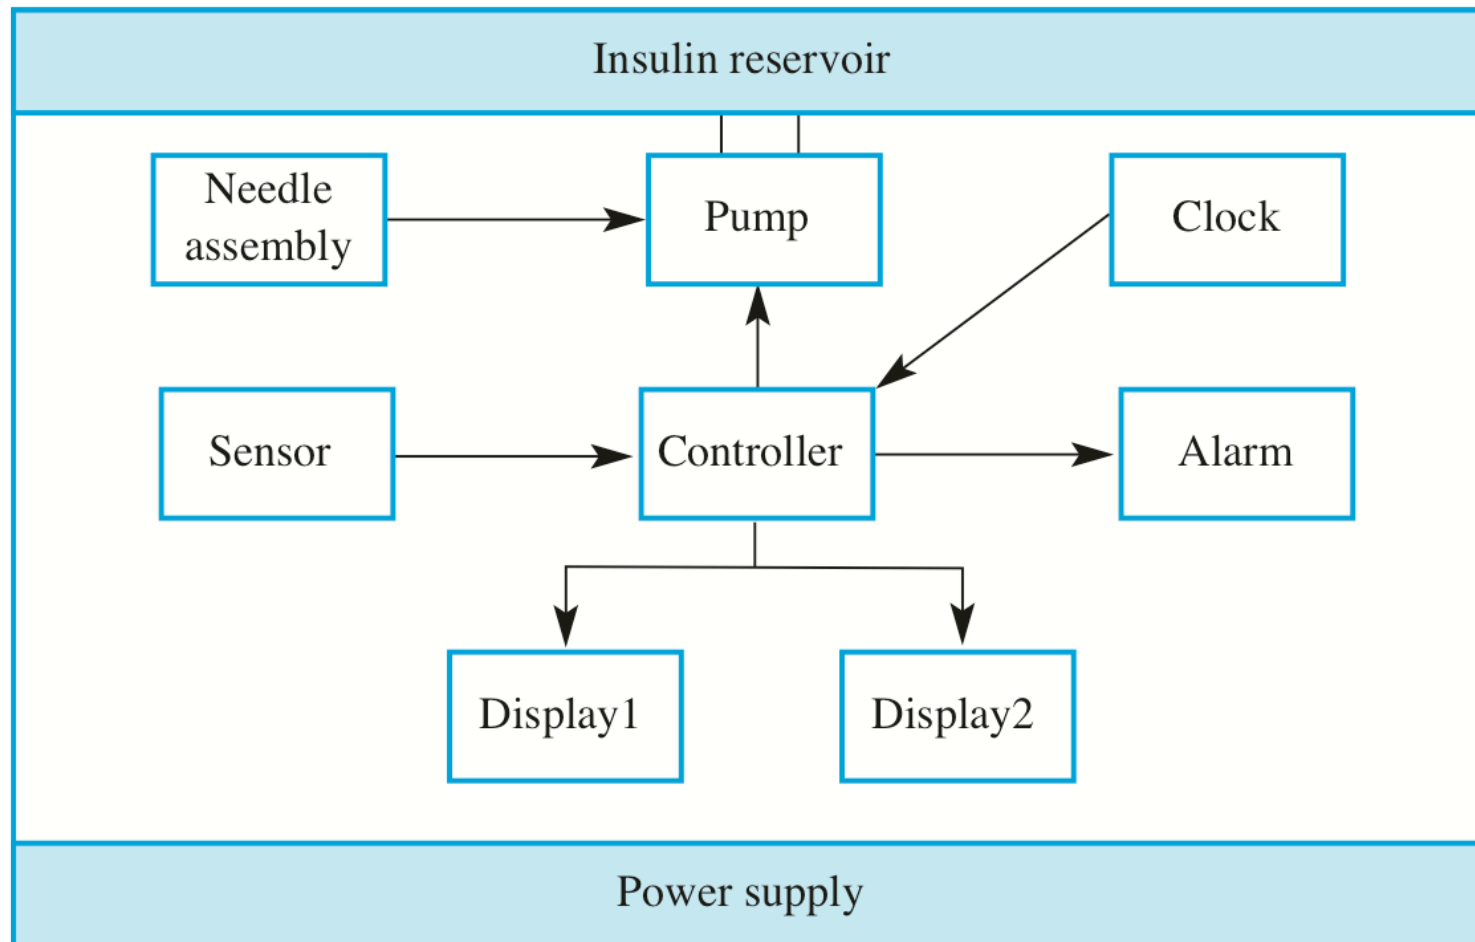 Insulin reservoir
Needle
assembly
Pump
Clock
Sensor
Controller
Alarm
Display1
Display2
Power supply